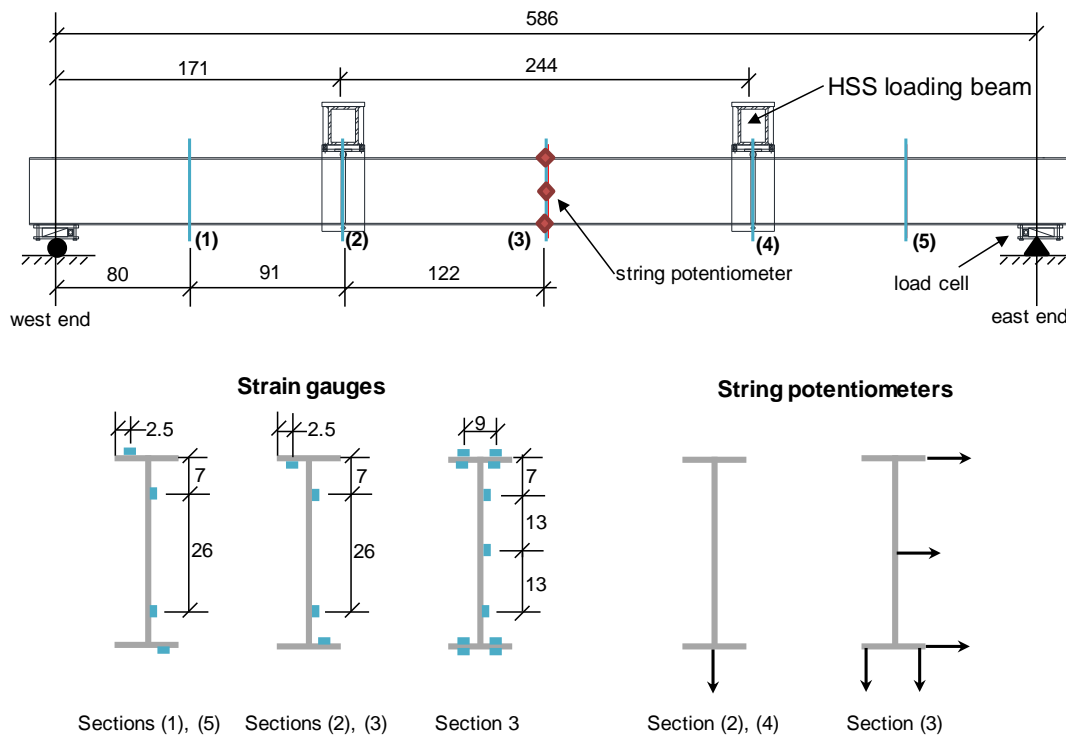 586
171
244
HSS loading beam
(1)
(2)
(3)
(4)
(5)
string potentiometer
load cell
80
91
122
west end
east end
Strain gauges
String potentiometers
2.5
2.5
9
7
7
7
26
26
13
13
Sections (1), (5)
Sections (2), (3)
Section 3
Section (2), (4)
Section (3)